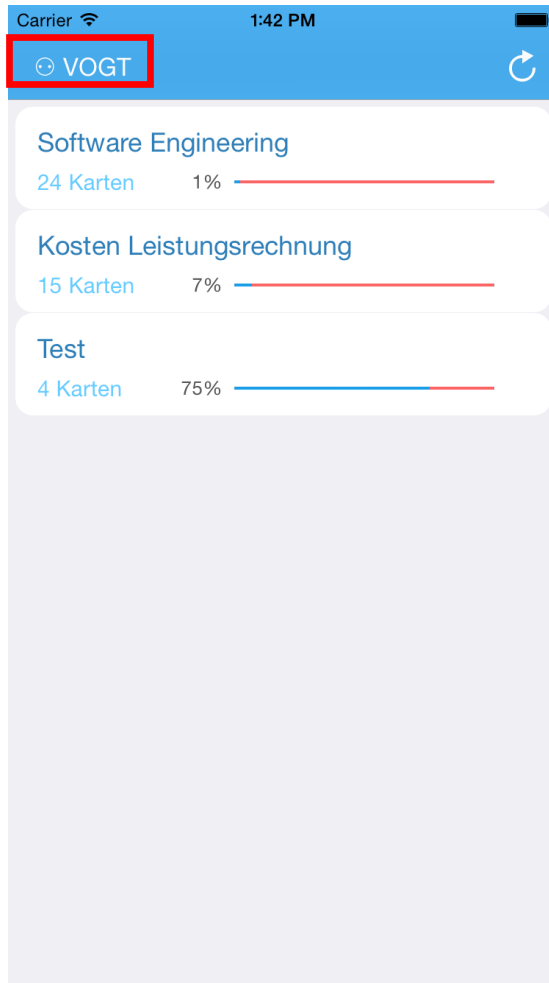 Carrier 1:42 PM
⚇ VOGT
Software Engineering
24 Karten 1%
Kosten Leistungsrechnung
15 Karten 7%
Test
4 Karten 75%